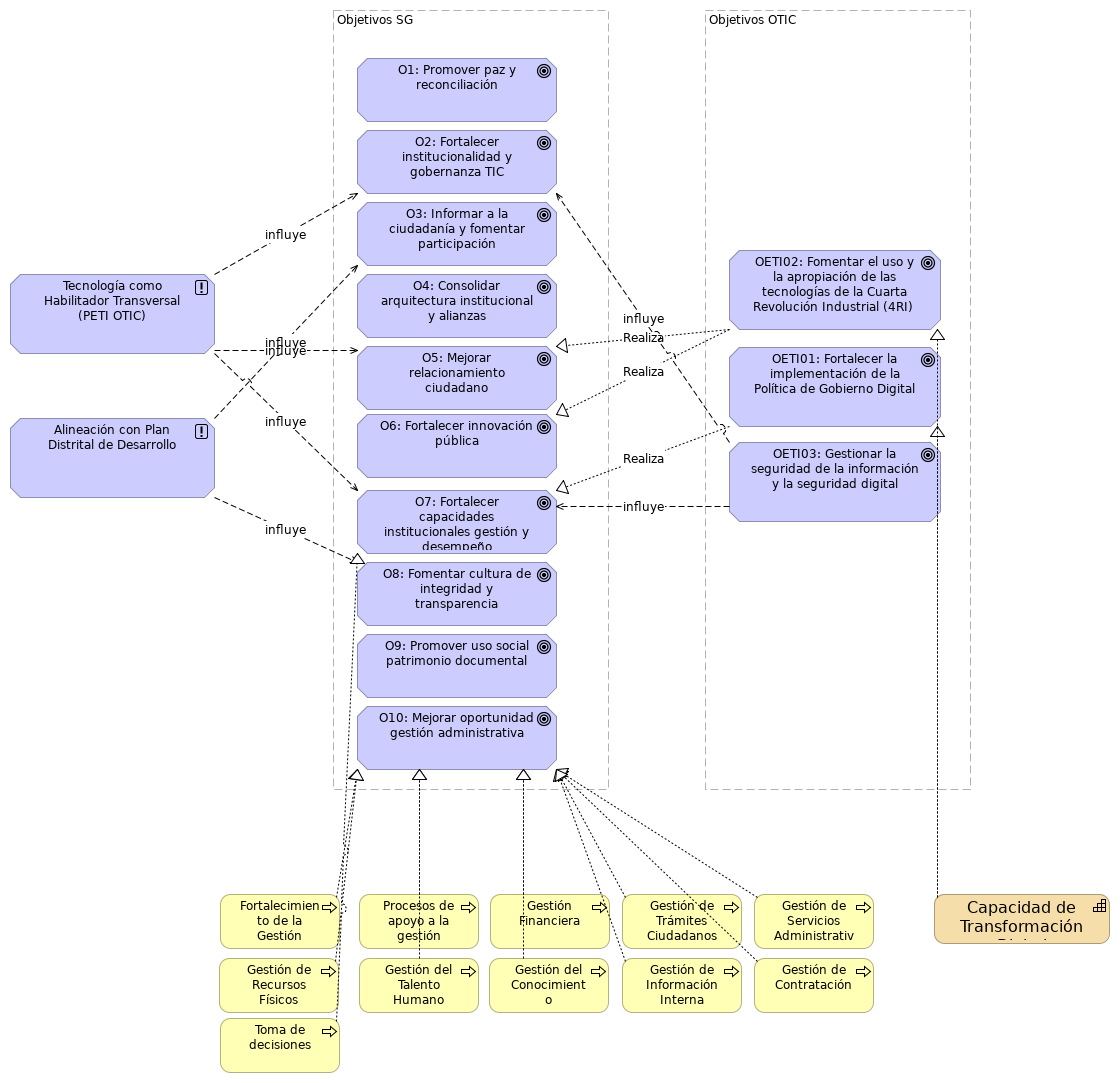 Objetivos SG
Objetivos OTIC
O1: Promover paz y
reconciliación
O2: Fortalecer
institucionalidad y
gobernanza TIC
O3: Informar a la
ciudadanía y fomentar
participación
O4: Consolidar
arquitectura institucional
y alianzas
O5: Mejorar
relacionamiento
ciudadano
O6: Fortalecer innovación
pública
O7: Fortalecer
capacidades
institucionales gestión y
desempeño
O8: Fomentar cultura de
integridad y
transparencia
O9: Promover uso social
patrimonio documental
O10: Mejorar oportunidad
gestión administrativa
Tecnología como
Habilitador Transversal
(PETI OTIC)
Alineación con Plan
Distrital de Desarrollo
influye
influye
influye
influye
influye
OETI02: Fomentar el uso y
la apropiación de las
tecnologías de la Cuarta
Revolución Industrial (4RI)
OETI01: Fortalecer la
implementación de la
Política de Gobierno Digital
OETI03: Gestionar la
seguridad de la información
y la seguridad digital
influye
Realiza
Realiza
Realiza
influye
Fortalecimien
to de la
Gestión
Procesos de
apoyo a la
gestión
Gestión
Financiera
Gestión de
Trámites
Ciudadanos
Gestión de
Servicios
Administrativ
Capacidad de
Transformación
Gestión de
Recursos
Físicos
Gestión del
Talento
Humano
Gestión del
Conocimient
o
Gestión de
Información
Interna
Gestión de
Contratación
Toma de
decisiones